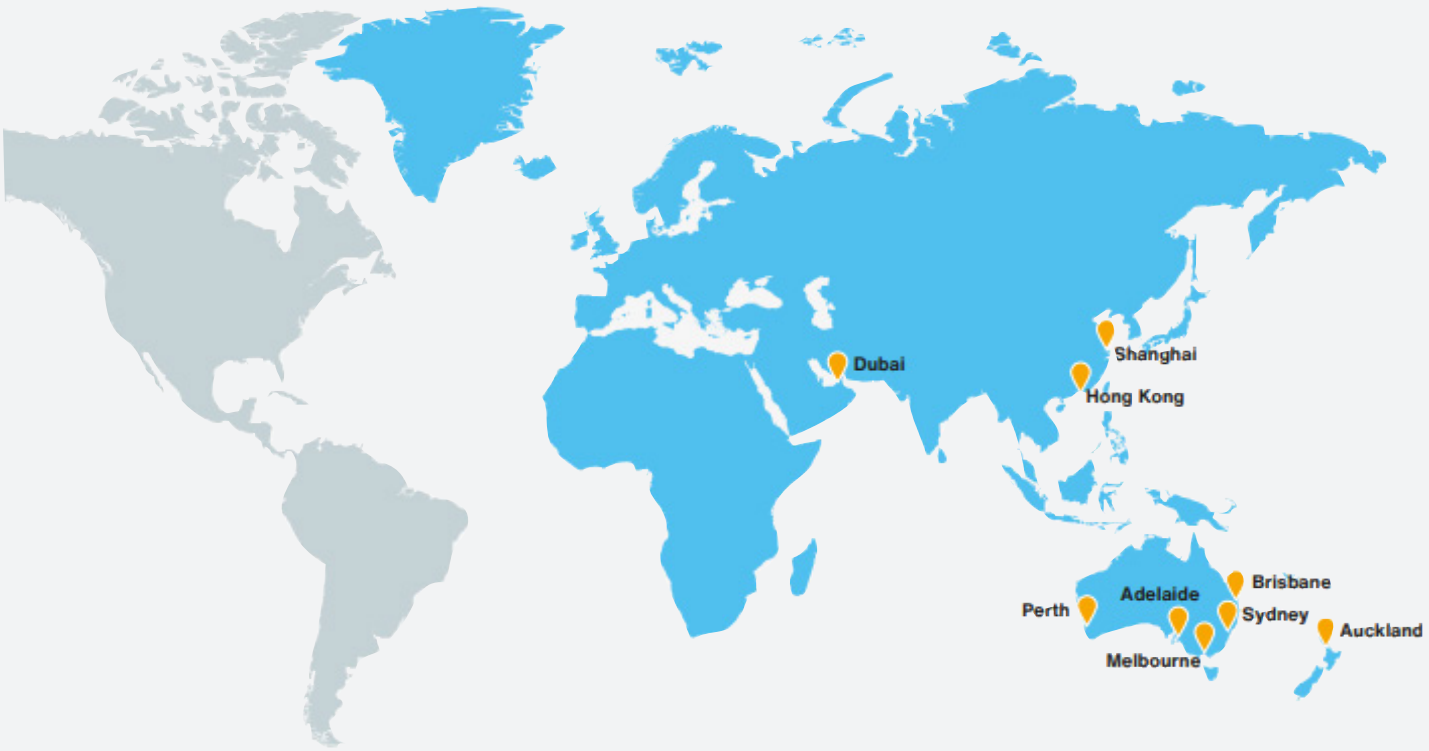 Shanghai
Dubai
Hong Kong
Brisbane
Adelaide
Perth
Sydney
Auckland
Melbourne